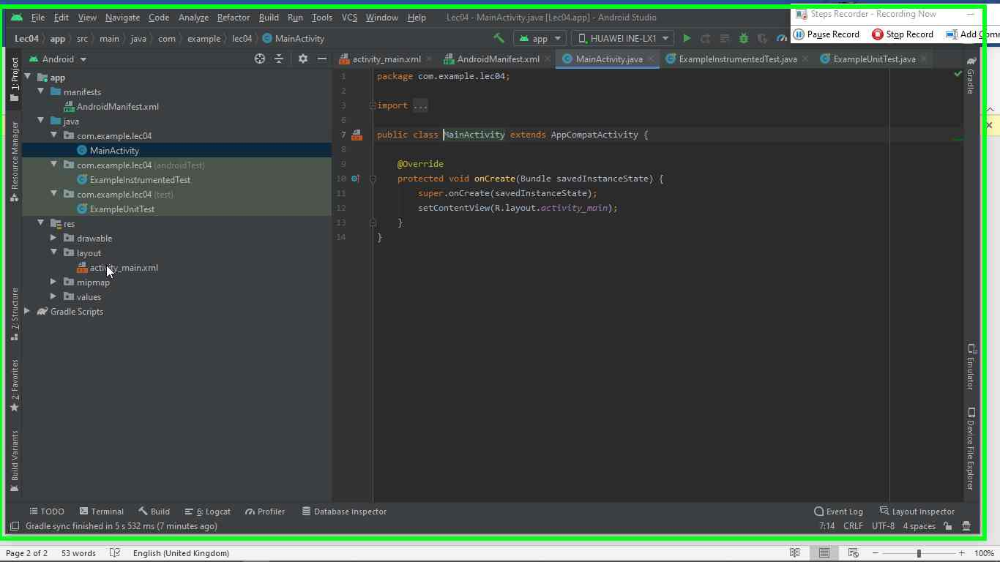 File Edit View Navigate Code Analyze Refactor Build Run Tools VCS Window Help Lec04 - MainActivity.java [Lec04.app] - Android Studio
Steps Recorder - Recording Now
Pause Record Stop Record Add Comm
Lec04 app src main java com example lec04 MainActivity app HUAWEI INE-LX1
Android
activity_main.xml AndroidManifest.xml MainActivity.java ExampleInstrumentedTest.java ExampleUnitTest.java
1: Project
Resource Manager
7: Structure
2: Favorites
Build Variants
app
manifests
AndroidManifest.xml
java
com.example.lec04
MainActivity
com.example.lec04 (androidTest)
ExampleInstrumentedTest
com.example.lec04 (test)
ExampleUnitTest
res
drawable
layout
activity_main.xml
mipmap
values
Gradle Scripts
1 package com.example.lec04;
2
3 import ...
6
7 public class MainActivity extends AppCompatActivity {
8
9 @Override
10 protected void onCreate(Bundle savedInstanceState) {
11 super.onCreate(savedInstanceState);
12 setContentView(R.layout.activity_main);
13 }
14 }
Gradle
Emulator
Device File Explorer
TODO Terminal Build 6: Logcat Profiler Database Inspector Event Log Layout Inspector
Gradle sync finished in 5 s 532 ms (7 minutes ago) 7:14 CRLF UTF-8 4 spaces
Page 2 of 2 53 words English (United Kingdom) 100%